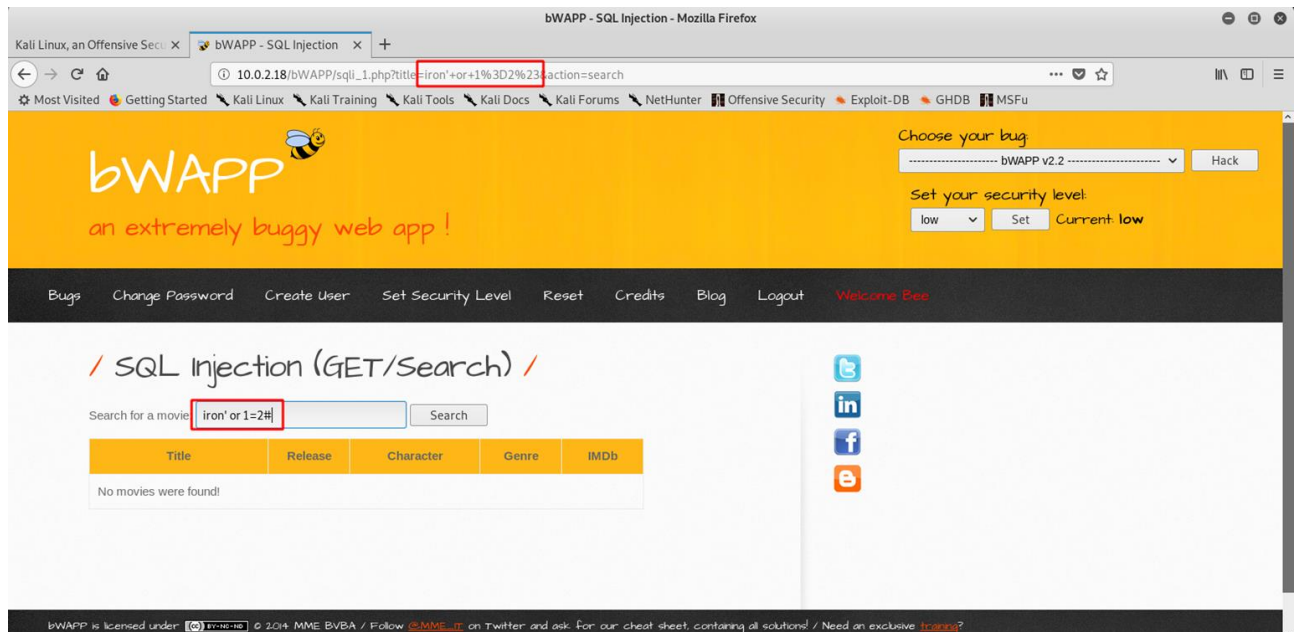 bWAPP - SQL Injection - Mozilla Firefox
Kali Linux, an Offensive Secu
bWAPP - SQL Injection
10.0.2.18/bWAPP/sqli_1.php?title=iron'+or+1%3D2%23&action=search
Most Visited Getting Started Kali Linux Kali Training Kali Tools Kali Docs Kali Forums NetHunter Offensive Security Exploit-DB GHDB MSFu
bWAPP
an extremely buggy web app !
Choose your bug:
---------------------- bWAPP v2.2 ----------------------- Hack
Set your security level:
low Set Current: low
Bugs Change Password Create User Set Security Level Reset Credits Blog Logout Welcome Bee
/ SQL Injection (GET/Search) /
Search for a movie: iron' or 1=2# Search
Title Release Character Genre IMDb
No movies were found!
bWAPP is licensed under (cc) BY-NC-ND © 2014 MME BVBA / Follow @MME_IT on Twitter and ask for our cheat sheet, containing all solutions! / Need an exclusive training?